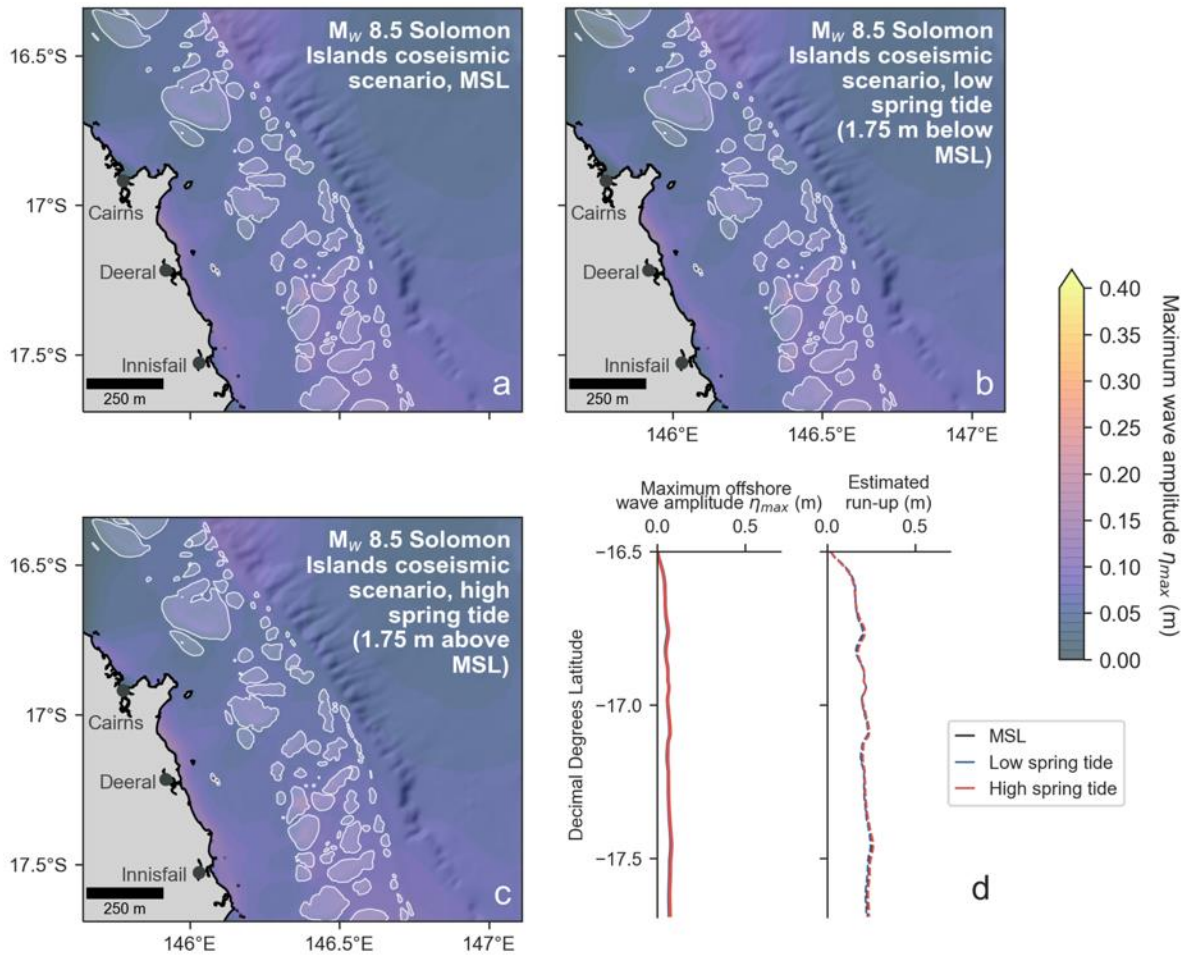 M_W 8.5 Solomon
Islands coseismic
scenario, MSL
16.5°S
17°S
17.5°S
Cairns
Deeral
Innisfail
250 m
a
M_W 8.5 Solomon
Islands coseismic
scenario, low
spring tide
(1.75 m below
MSL)
Cairns
Deeral
Innisfail
250 m
b
146°E
146.5°E
147°E
0.40
0.35
0.30
0.25
0.20
0.15
0.10
0.05
0.00
Maximum wave amplitude η_max (m)
M_W 8.5 Solomon
Islands coseismic
scenario, high
spring tide
(1.75 m above
MSL)
16.5°S
17°S
17.5°S
Cairns
Deeral
Innisfail
250 m
c
146°E
146.5°E
147°E
Maximum offshore
wave amplitude η_max (m)
0.0
0.5
Estimated
run-up (m)
0.0
0.5
−16.5
−17.0
−17.5
Decimal Degrees Latitude
d
MSL
Low spring tide
High spring tide